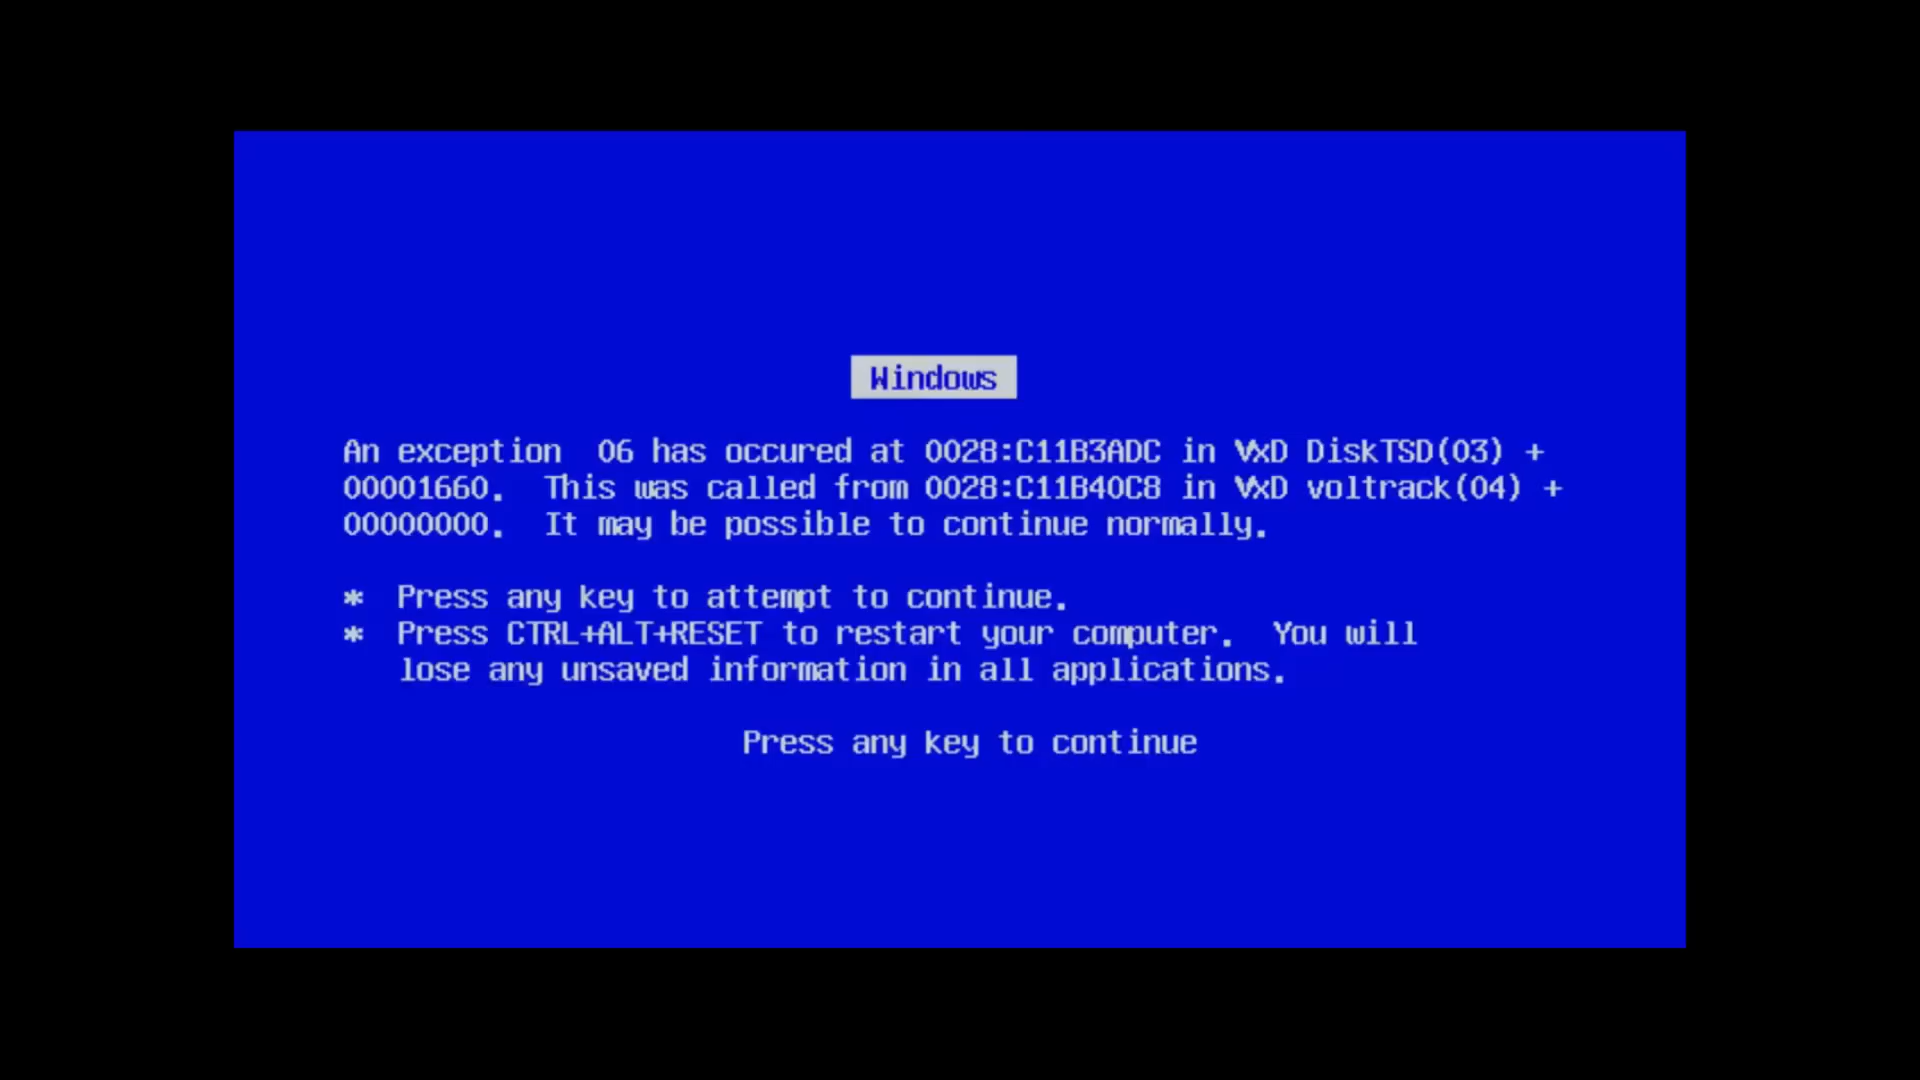 Windows
An exception  06 has occured at 0028:C11B3ADC in VxD DiskTSD(03) +
00001660.  This was called from 0028:C11B40C8 in VxD voltrack(04) +
00000000.  It may be possible to continue normally.
*  Press any key to attempt to continue.
*  Press CTRL+ALT+RESET to restart your computer.  You will
lose any unsaved information in all applications.
Press any key to continue